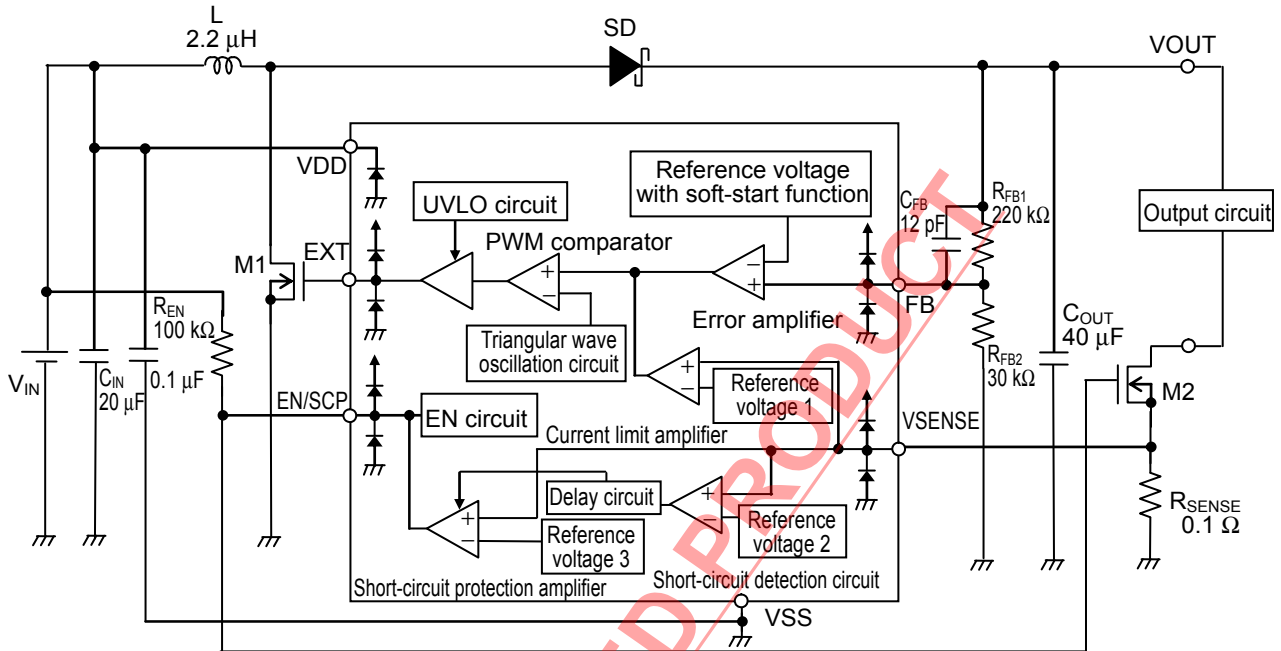 L
2.2 μH
SD
VOUT
VDD
UVLO circuit
Reference voltage
with soft-start function
CFB
12 pF
RFB1
220 kΩ
Output circuit
EXT
PWM comparator
M1
+
−
−
+
FB
REN
100 kΩ
Triangular wave
oscillation circuit
Error amplifier
COUT
40 μF
RFB2
30 kΩ
VIN
CIN
20 μF
0.1 μF
+
−
Reference
voltage 1
M2
EN/SCP
EN circuit
VSENSE
Current limit amplifier
Delay circuit
+
−
+
−
Reference
voltage 3
Reference
voltage 2
RSENSE
0.1 Ω
Short-circuit protection amplifier
Short-circuit detection circuit
VSS
ED PRODUCT